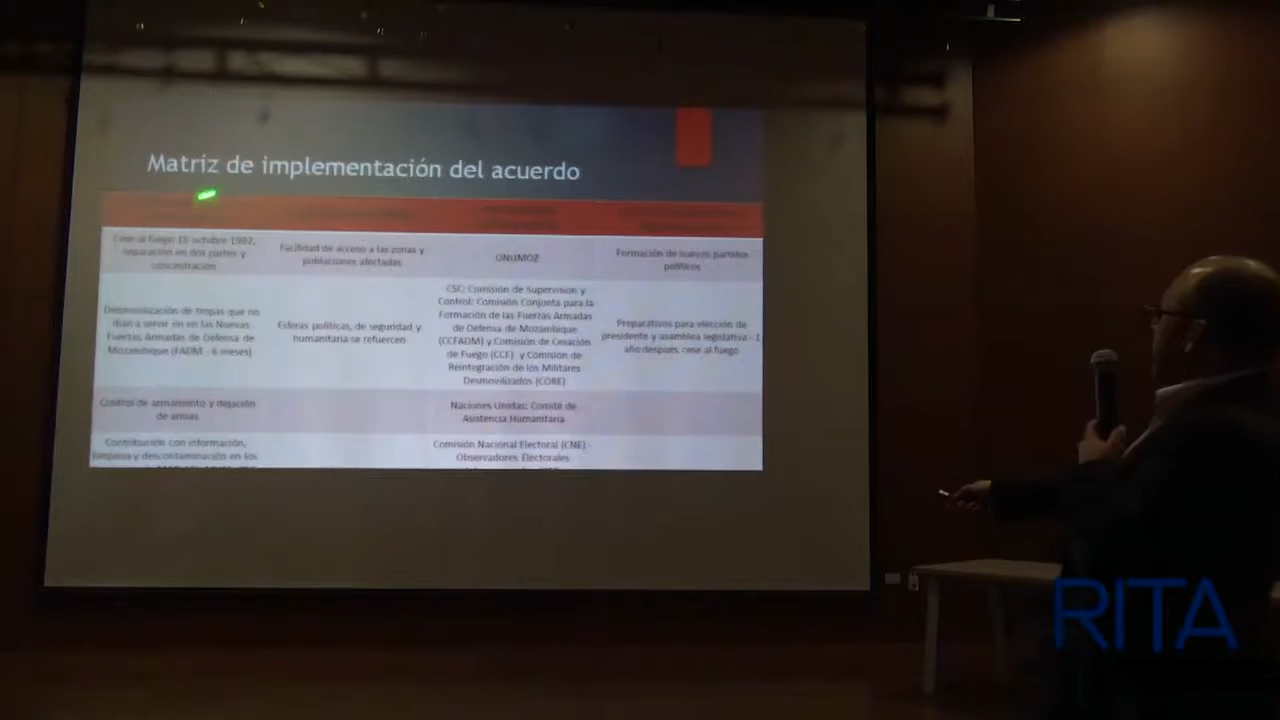 Matriz de implementación del acuerdo
Cese al fuego 15 octubre 1992,
separación en dos partes y
concentración
Facilidad de acceso a las zonas y
poblaciones afectadas
ONUMOZ
Formación de nuevos partidos
políticos
Desmovilización de tropas que no
iban a servir en en las Nuevas
Fuerzas Armadas de Defensa de
Mozambique (FADM - 6 meses)
Esferas políticas, de seguridad y
humanitaria se refuercen
CSC: Comisión de Supervision y
Control: Comisión Conjunta para la
Formación de las Fuerzas Armadas
de Defensa de Mozambique
(CCFADM) y Comisión de Cesación
de Fuego (CCF) y Comisión de
Reintegración de los Militares
Desmovilizados (CORE)
Preparativos para elección de
presidente y asamblea legislativa - 1
año después, cese al fuego
Control de armamento y dejación
de armas
Naciones Unidas: Comité de
Asistencia Humanitaria
Contribución con información,
limpieza y descontaminación en los
Comisión Nacional Electoral (CNE) -
Observadores Electorales
RITA